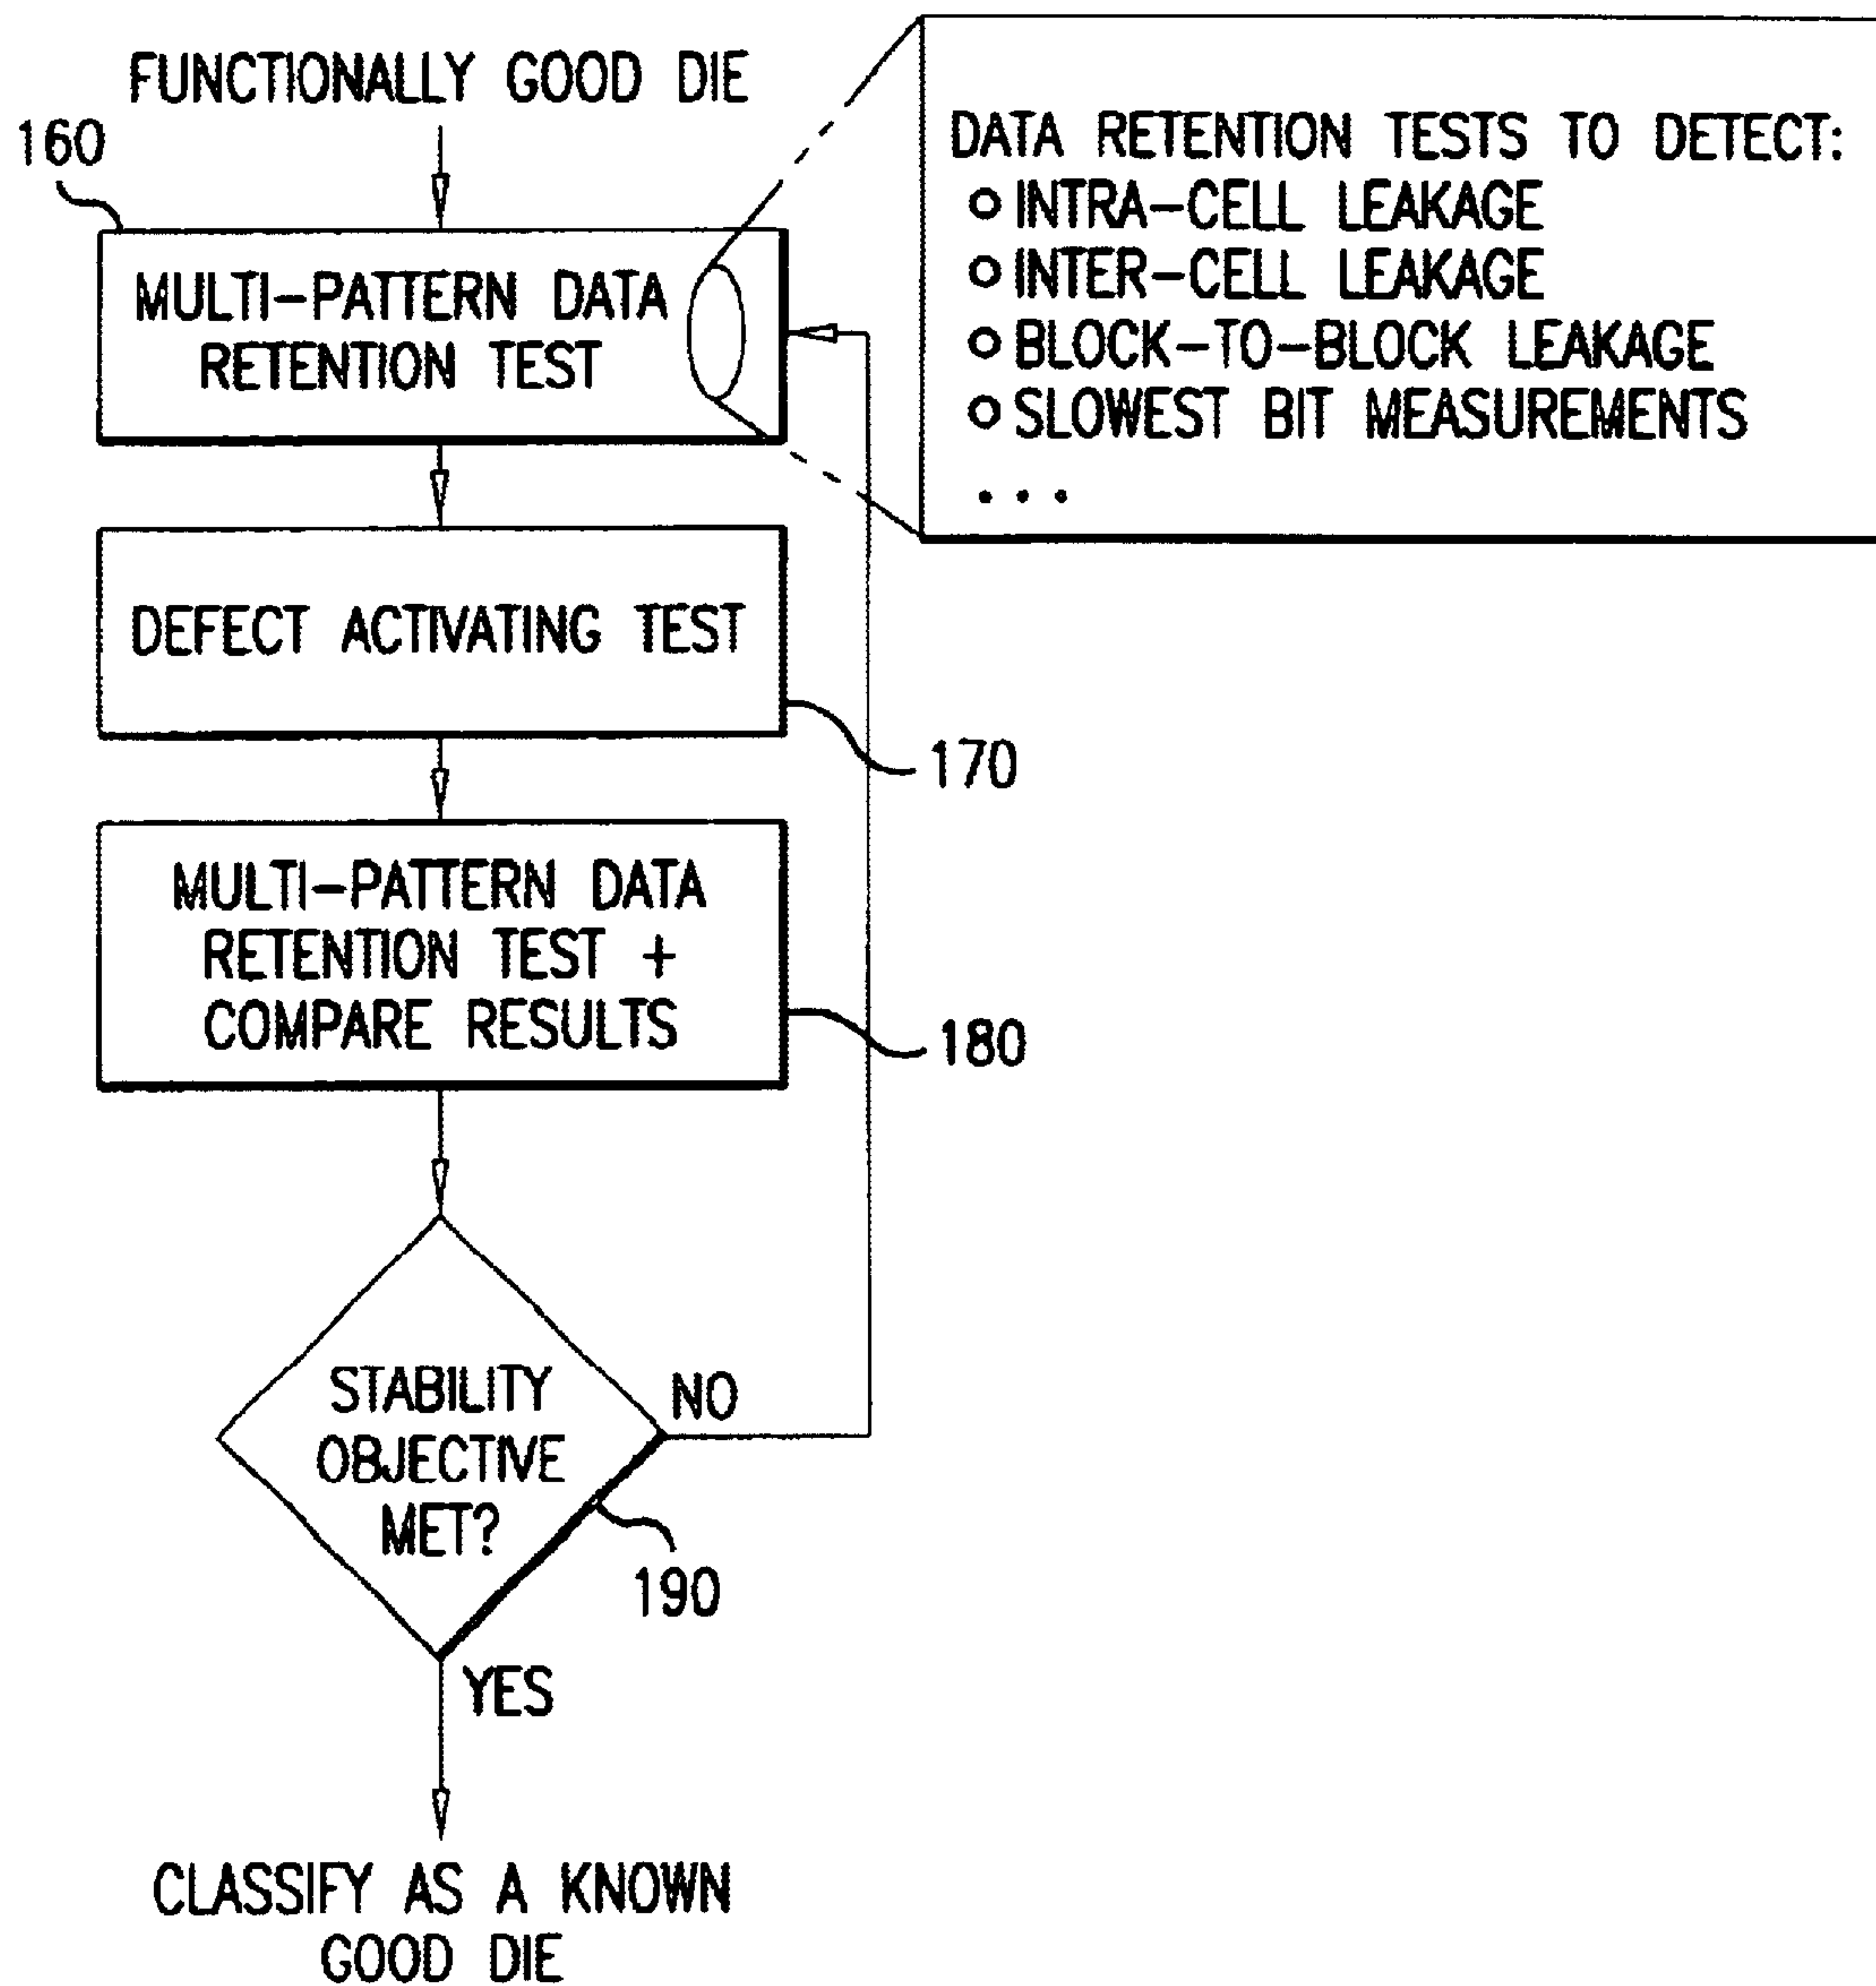 FUNCTIONALLY GOOD DIE
160
MULTI-PATTERN DATA
RETENTION TEST
DATA RETENTION TESTS TO DETECT:
○ INTRA-CELL LEAKAGE
○ INTER-CELL LEAKAGE
○ BLOCK-TO-BLOCK LEAKAGE
○ SLOWEST BIT MEASUREMENTS
• • •
DEFECT ACTIVATING TEST
170
MULTI-PATTERN DATA
RETENTION TEST +
COMPARE RESULTS
180
STABILITY
OBJECTIVE
MET?
NO
190
YES
CLASSIFY AS A KNOWN
GOOD DIE